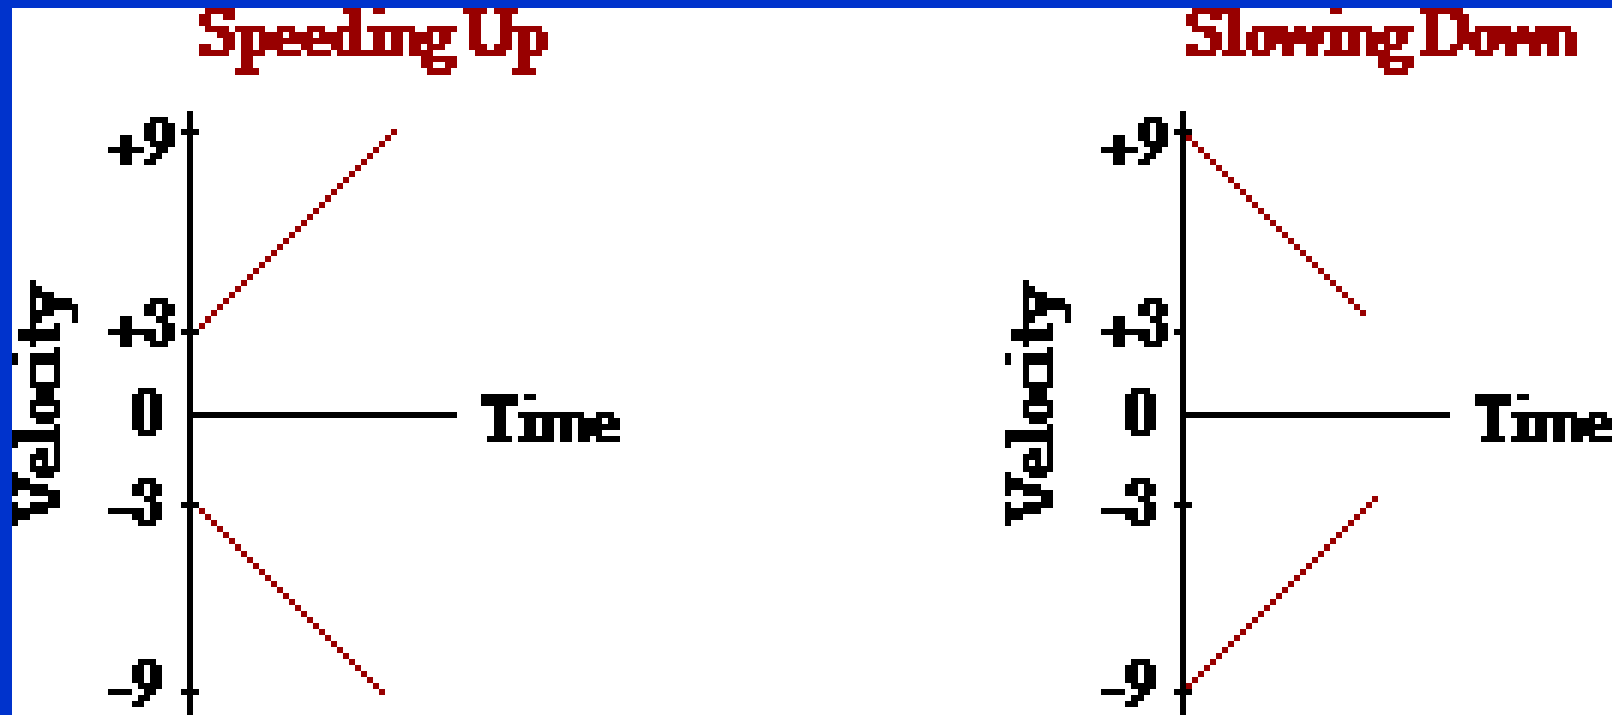 Speeding Up
+9
+3
0
-3
-9
Velocity
Time
Slowing Down
+9
+3
0
-3
-9
Velocity
Time